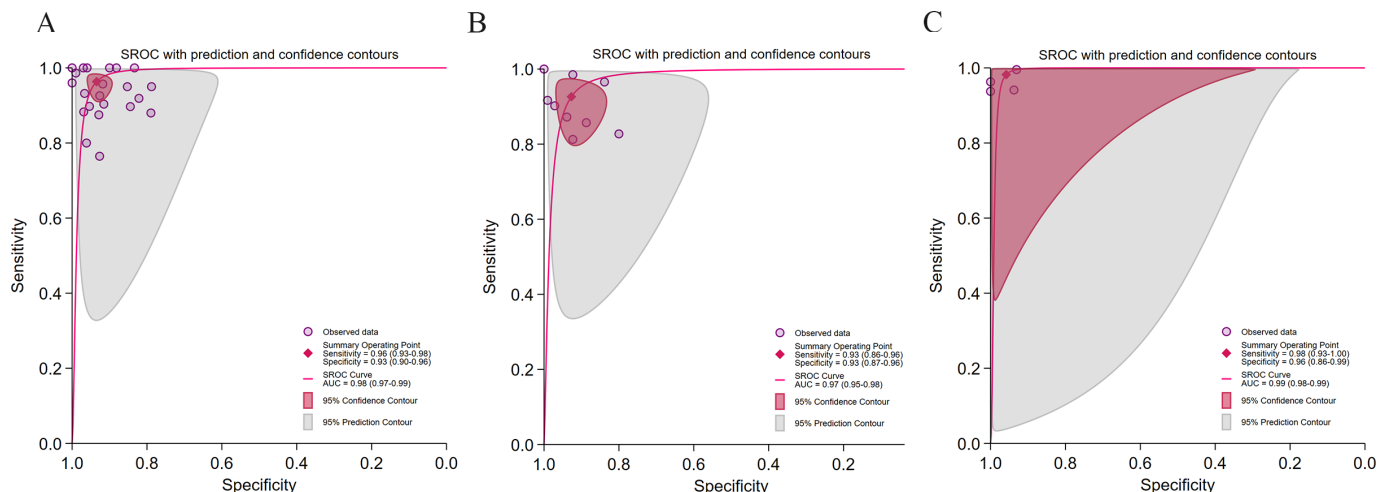 A
SROC with prediction and confidence contours
Sensitivity
1.0
0.8
0.6
0.4
0.2
0.0
1.0 0.8 0.6 0.4 0.2 0.0
Specificity
Observed data
Summary Operating Point
Sensitivity = 0.96 (0.93-0.98)
Specificity = 0.93 (0.90-0.96)
SROC Curve
AUC = 0.98 (0.97-0.99)
95% Confidence Contour
95% Prediction Contour
B
SROC with prediction and confidence contours
Sensitivity
1.0
0.8
0.6
0.4
0.2
0.0
1.0 0.8 0.6 0.4 0.2
Specificity
Observed data
Summary Operating Point
Sensitivity = 0.93 (0.86-0.96)
Specificity = 0.93 (0.87-0.96)
SROC Curve
AUC = 0.97 (0.95-0.98)
95% Confidence Contour
95% Prediction Contour
C
SROC with prediction and confidence contours
Sensitivity
1.0
0.8
0.6
0.4
0.2
0.0
1.0 0.8 0.6 0.4 0.2 0.0
Specificity
Observed data
Summary Operating Point
Sensitivity = 0.98 (0.93-1.00)
Specificity = 0.96 (0.86-0.99)
SROC Curve
AUC = 0.99 (0.98-0.99)
95% Confidence Contour
95% Prediction Contour